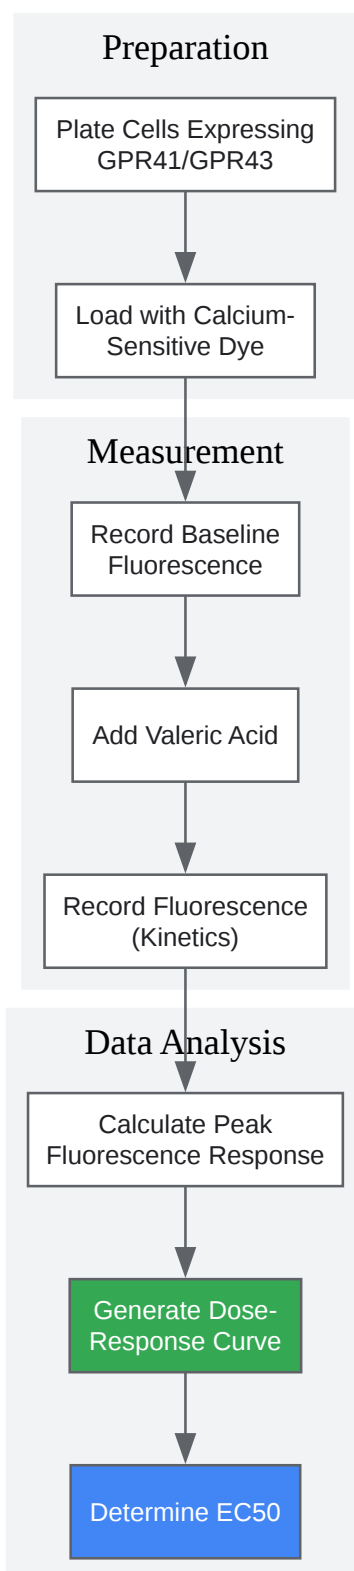 Preparation
Plate Cells Expressing
GPR41/GPR43
Load with Calcium-
Sensitive Dye
Measurement
Record Baseline
Fluorescence
Add Valeric Acid
Record Fluorescence
(Kinetics)
Data Analysis
Calculate Peak
Fluorescence Response
Generate Dose-
Response Curve
Determine EC50